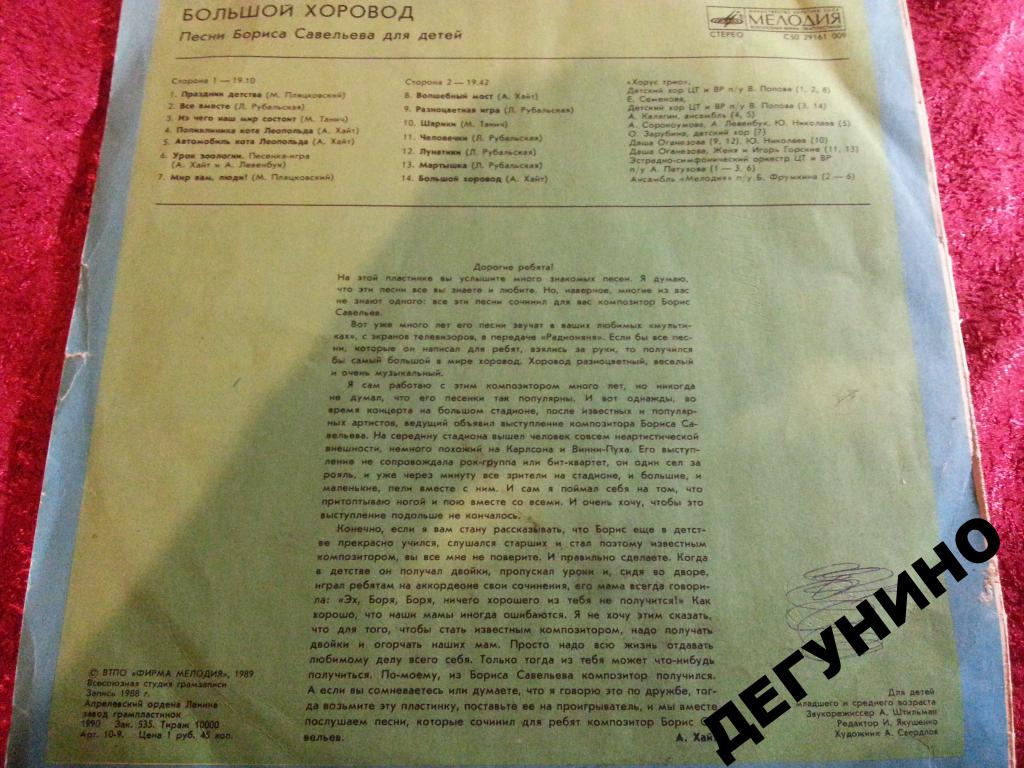 БОЛЬШОЙ ХОРОВОД
Песни Бориса Савельева для детей
МЕЛОДИЯ
СТЕРЕО С50 29161 009
Сторона 1 — 19.10
1. Праздник детства (М. Пляцковский)
2. Все вместе (Л. Рубальская)
3. Из чего наш мир состоит (М. Танич)
4. Поликлиника кота Леопольда (А. Хайт)
5. Автомобиль кота Леопольда (А. Хайт)
6. Урок зоологии. Песенка-игра
(А. Хайт и А. Левенбук)
7. Мир вам, люди! (М. Пляцковский)
Сторона 2 — 19.42
8. Волшебный мост (А. Хайт)
9. Разноцветная игра (Л. Рубальская)
10. Шарики (М. Танич)
11. Человечки (Л. Рубальская)
12. Лунатики (Л. Рубальская)
13. Мартышка (Л. Рубальская)
14. Большой хоровод (А. Хайт)
«Хорус трио»,
Детский хор ЦТ и ВР п/у В. Попова (1, 2, 8)
Е. Семенова,
Детский хор ЦТ и ВР п/у В. Попова (3, 14)
А. Калягин, ансамбль (4, 5)
А. Левенбук, Ю. Николаев (5)
О. Зарубина, детский хор (7)
Даша Оганезова (9, 12), Ю. Николаев (10)
Даша Оганезова, Женя и Игорь Горские (11, 13)
Эстрадно-симфонический оркестр ЦТ и ВР
п/у А. Петухова (1 — 3, 6)
Ансамбль «Мелодия» п/у Б. Фрумкина (2 — 6)
Дорогие ребята!
На этой пластинке вы услышите много знакомых песен. Я думаю,
что эти песни все вы знаете и любите. Но, наверное, многие из вас
не знают одного: все эти песни сочинил для вас композитор Борис
Савельев.
Вот уже много лет его песни звучат в ваших любимых «мульти-
ках», с экранов телевизоров, в передаче «Радионяня». Если бы все пес-
ни, которые он написал для ребят, взялись за руки, то получился
бы самый большой в мире хоровод. Хоровод разноцветный, веселый
и очень музыкальный.
Я сам работаю с этим композитором много лет, но никогда
не думал, что его песенки так популярны. И вот однажды, во
время концерта на большом стадионе, после известных и популяр-
ных артистов, ведущий объявил выступление композитора Бориса Са-
вельева. На середину стадиона вышел человек совсем неартистической
внешности, немного похожий на Карлсона и Винни-Пуха. Его выступ-
ление не сопровождала рок-группа или бит-квартет, он один сел за
рояль, и уже через минуту все зрители на стадионе, и большие, и
маленькие, пели вместе с ним. И сам я поймал себя на том, что
притоптываю ногой и пою вместе со всеми. И очень хочу, чтобы это
выступление подольше не кончалось.
Конечно, если я вам стану рассказывать, что Борис еще в детст-
ве прекрасно учился, слушался старших и стал поэтому известным
композитором, вы все мне не поверите. И правильно сделаете. Когда
в детстве он получал двойки, пропускал уроки и, сидя во дворе,
играл ребятам на аккордеоне свои сочинения, его мама всегда говори-
ла: «Эх, Боря, Боря, ничего хорошего из тебя не получится!» Как
хорошо, что наши мамы иногда ошибаются. Я не хочу этим сказать,
что для того, чтобы стать известным композитором, надо получать
двойки и огорчать наших мам. Просто надо всю жизнь отдавать
любимому делу всего себя. Только тогда из тебя может что-нибудь
получиться. По-моему, из Бориса Савельева композитор получился.
А если вы сомневаетесь или думаете, что я говорю это по дружбе, тог-
да возьмите эту пластинку, поставьте ее на проигрыватель, и мы вместе
послушаем песни, которые сочинил для ребят композитор Борис Са-
вельев.
А. Хайт
© ВТПО «ФИРМА МЕЛОДИЯ», 1989
Всесоюзная студия грамзаписи
Запись 1988 г.
Апрелевский ордена Ленина
завод грампластинок
1990 Зак. 535. Тираж 10000
Арт. 10-9. Цена 1 руб. 45 коп.
Для детей
младшего и среднего возраста
Звукорежиссер А. Штильман
Редактор И. Якушенко
Художник А. Свердлов
ДЕГУНИНО